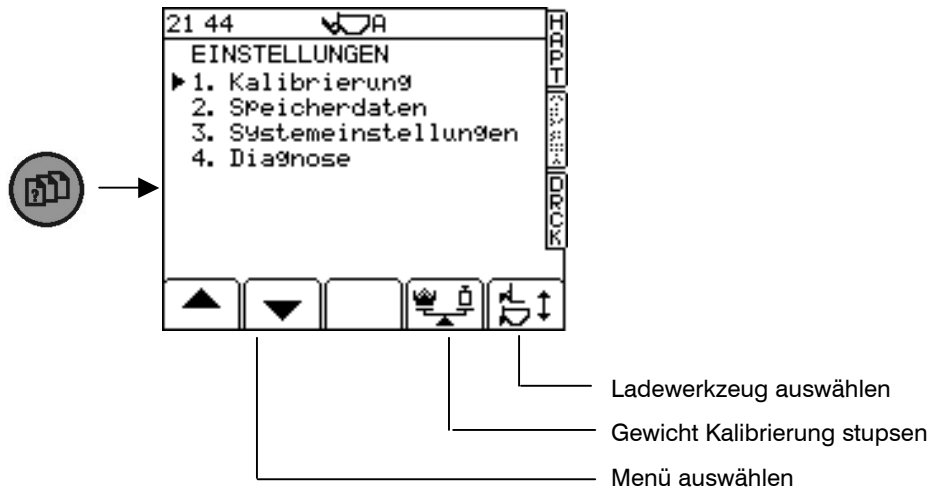 21 44 A
EINSTELLUNGEN
1. Kalibrierung
2. Speicherdaten
3. Systemeinstellungen
4. Diagnose
HAPT
DRCK
?
Ladewerkzeug auswählen
Gewicht Kalibrierung stupsen
Menü auswählen